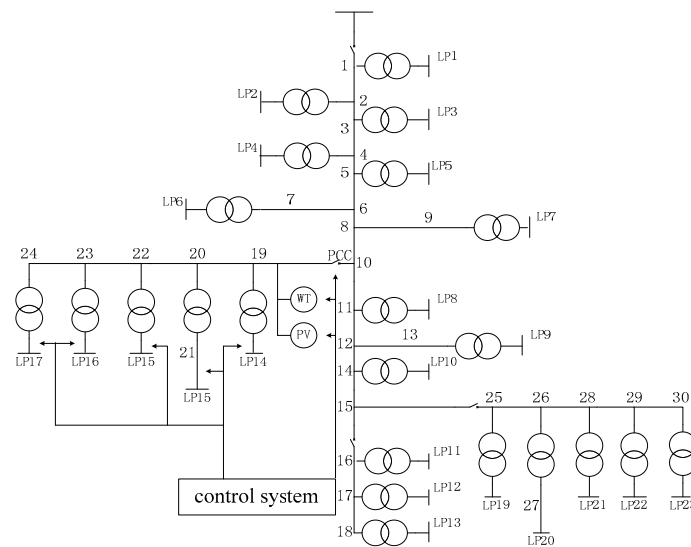 1 LP1
LP2 2
3 LP3
LP4 4
5 LP5
LP6 7 6
8 9 LP7
24 23 22 20 19 PCC 10
WT
11 LP8
PV
12 13 LP9
21
LP17 LP16 LP15 LP14
14 LP10
LP15
15 25 26 28 29 30
16 LP11
control system
17 LP12
LP19 27 LP21 LP22 LP23
18 LP13
LP20